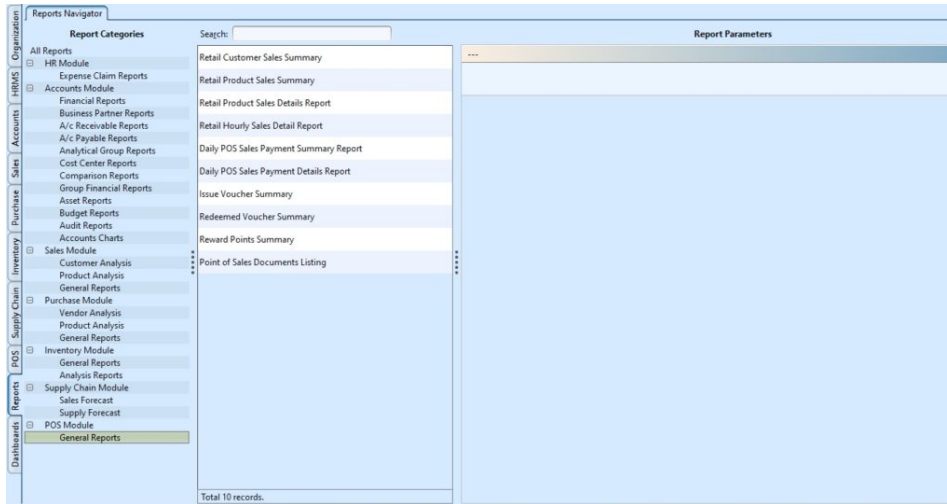 Reports Navigator
Organization
HRMS
Accounts
Sales
Purchase
Inventory
Supply Chain
POS
Reports
Dashboards
Report Categories
All Reports
HR Module
Expense Claim Reports
Accounts Module
Financial Reports
Business Partner Reports
A/c Receivable Reports
A/c Payable Reports
Analytical Group Reports
Cost Center Reports
Comparison Reports
Group Financial Reports
Asset Reports
Budget Reports
Audit Reports
Accounts Charts
Sales Module
Customer Analysis
Product Analysis
General Reports
Purchase Module
Vendor Analysis
Product Analysis
General Reports
Inventory Module
General Reports
Analysis Reports
Supply Chain Module
Sales Forecast
Supply Forecast
POS Module
General Reports
Search:
Retail Customer Sales Summary
Retail Product Sales Summary
Retail Product Sales Details Report
Retail Hourly Sales Detail Report
Daily POS Sales Payment Summary Report
Daily POS Sales Payment Details Report
Issue Voucher Summary
Redeemed Voucher Summary
Reward Points Summary
Point of Sales Documents Listing
Total 10 records.
Report Parameters
---